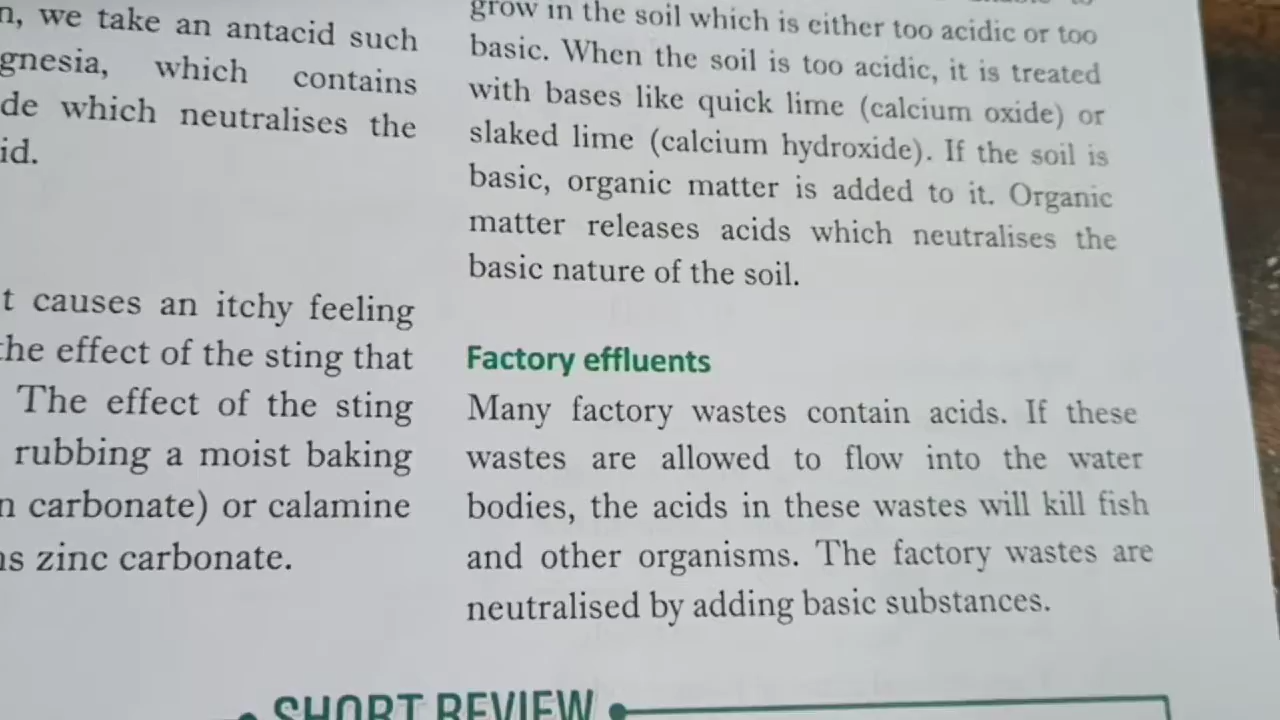 n, we take an antacid such
gnesia, which contains
de which neutralises the
id.
t causes an itchy feeling
the effect of the sting that
The effect of the sting
rubbing a moist baking
n carbonate) or calamine
ns zinc carbonate.
grow in the soil which is either too acidic or too
basic. When the soil is too acidic, it is treated
with bases like quick lime (calcium oxide) or
slaked lime (calcium hydroxide). If the soil is
basic, organic matter is added to it. Organic
matter releases acids which neutralises the
basic nature of the soil.
Factory effluents
Many factory wastes contain acids. If these
wastes are allowed to flow into the water
bodies, the acids in these wastes will kill fish
and other organisms. The factory wastes are
neutralised by adding basic substances.
SHORT REVIEW